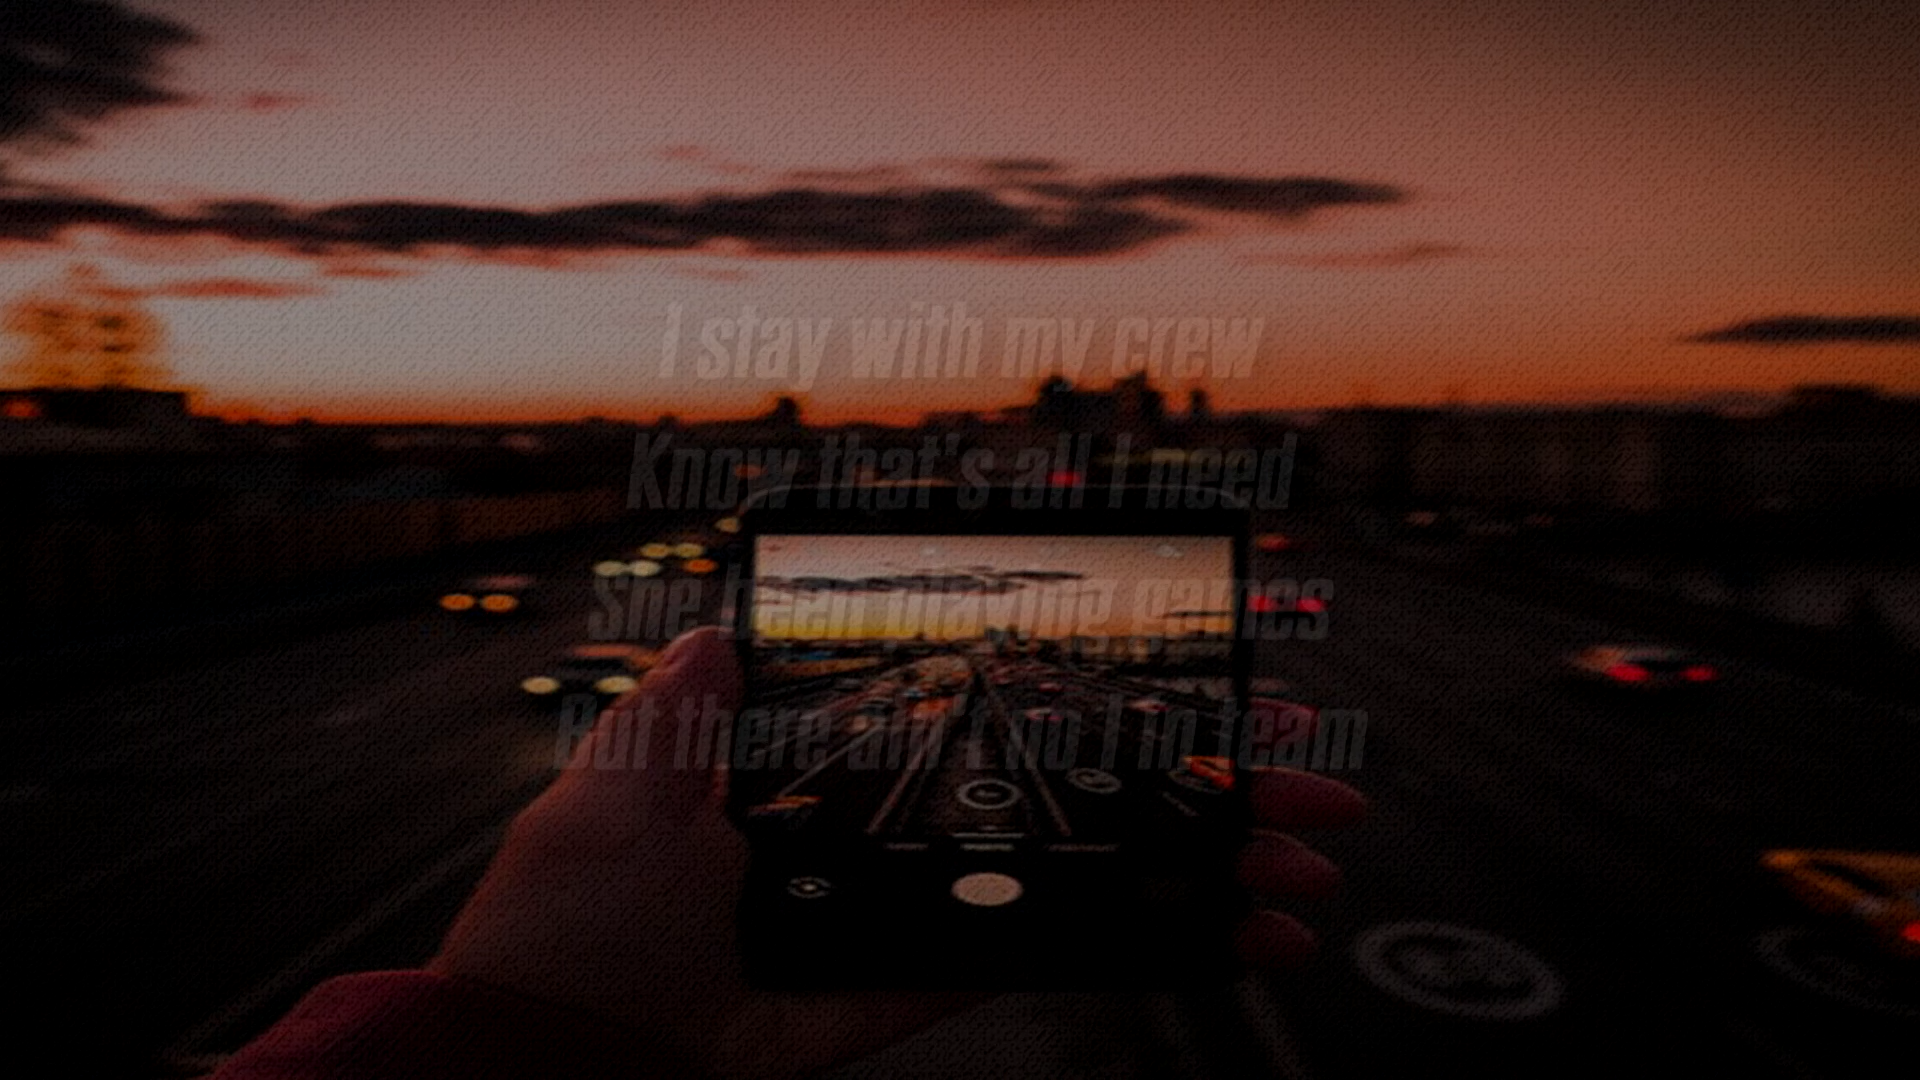 I stay with my crew
Know that's all I need
She been playing games
But there ain't no I in team